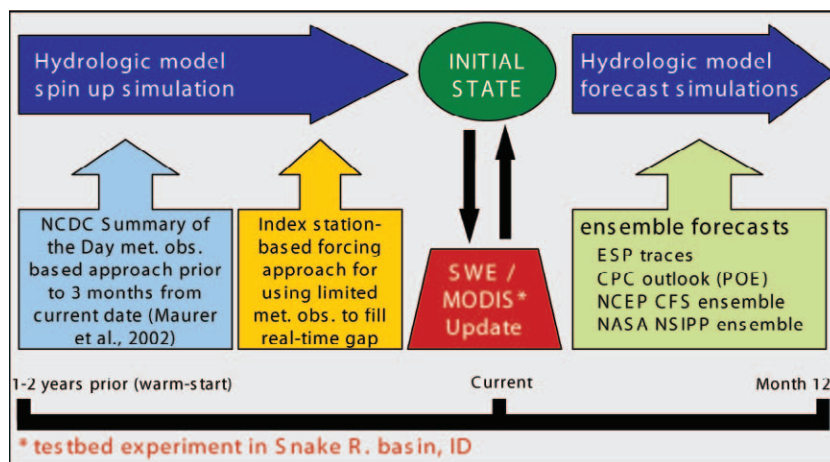 Hydrologic model
spin up simulation
INITIAL
STATE
Hydrologic model
forecast simulations
NCDC Summary of
the Day met. obs.
based approach prior
to 3 months from
current date (Maurer
et al., 2002)
Index station-
based forcing
approach for
using limited
met. obs. to fill
real-time gap
SWE /
MODIS*
Update
ensemble forecasts
ESP traces
CPC outlook (POE)
NCEP CFS ensemble
NASA NSIPP ensemble
1-2 years prior (warm-start)
Current
Month 12
* testbed experiment in Snake R. basin, ID